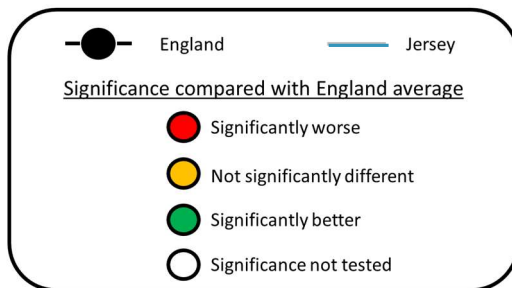 England Jersey
Significance compared with England average
Significantly worse
Not significantly different
Significantly better
Significance not tested